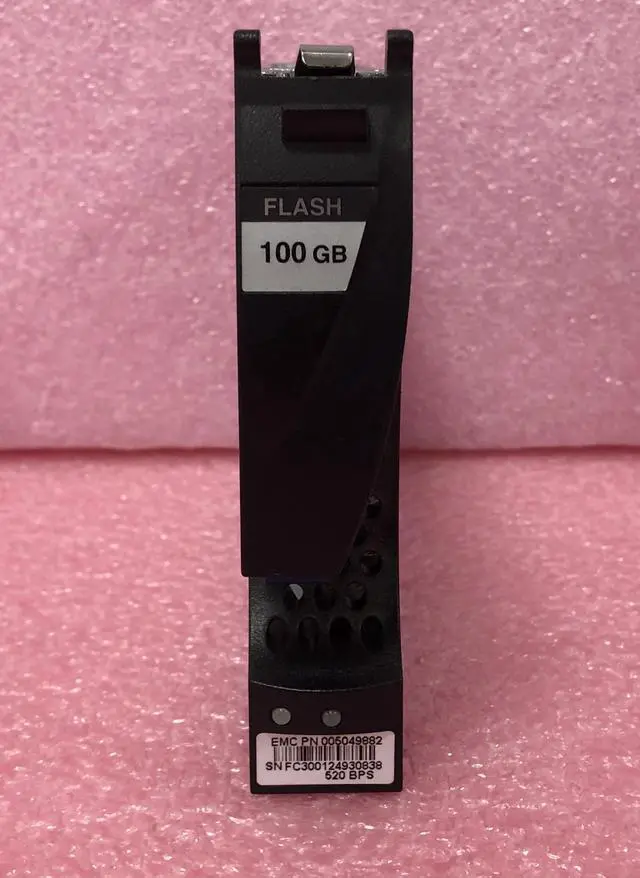 FLASH
100 GB
EMC PN 005049882
SN FC300124930838
520 BPS